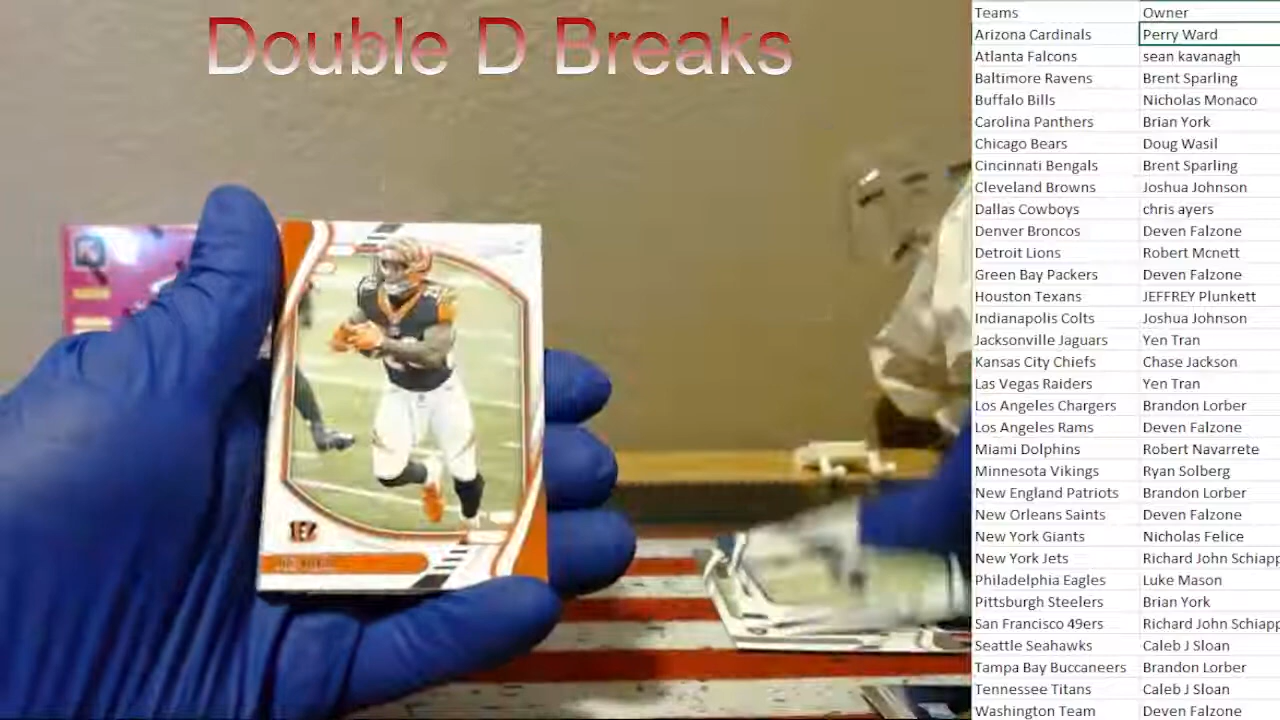 Double D Breaks
Teams Owner
Arizona Cardinals Perry Ward
Atlanta Falcons sean kavanagh
Baltimore Ravens Brent Sparling
Buffalo Bills Nicholas Monaco
Carolina Panthers Brian York
Chicago Bears Doug Wasil
Cincinnati Bengals Brent Sparling
Cleveland Browns Joshua Johnson
Dallas Cowboys chris ayers
Denver Broncos Deven Falzone
Detroit Lions Robert Mcnett
Green Bay Packers Deven Falzone
Houston Texans JEFFREY Plunkett
Indianapolis Colts Joshua Johnson
Jacksonville Jaguars Yen Tran
Kansas City Chiefs Chase Jackson
Las Vegas Raiders Yen Tran
Los Angeles Chargers Brandon Lorber
Los Angeles Rams Deven Falzone
Miami Dolphins Robert Navarrete
Minnesota Vikings Ryan Solberg
New England Patriots Brandon Lorber
New Orleans Saints Deven Falzone
New York Giants Nicholas Felice
New York Jets Richard John Schiapp
Philadelphia Eagles Luke Mason
Pittsburgh Steelers Brian York
San Francisco 49ers Richard John Schiapp
Seattle Seahawks Caleb J Sloan
Tampa Bay Buccaneers Brandon Lorber
Tennessee Titans Caleb J Sloan
Washington Team Deven Falzone